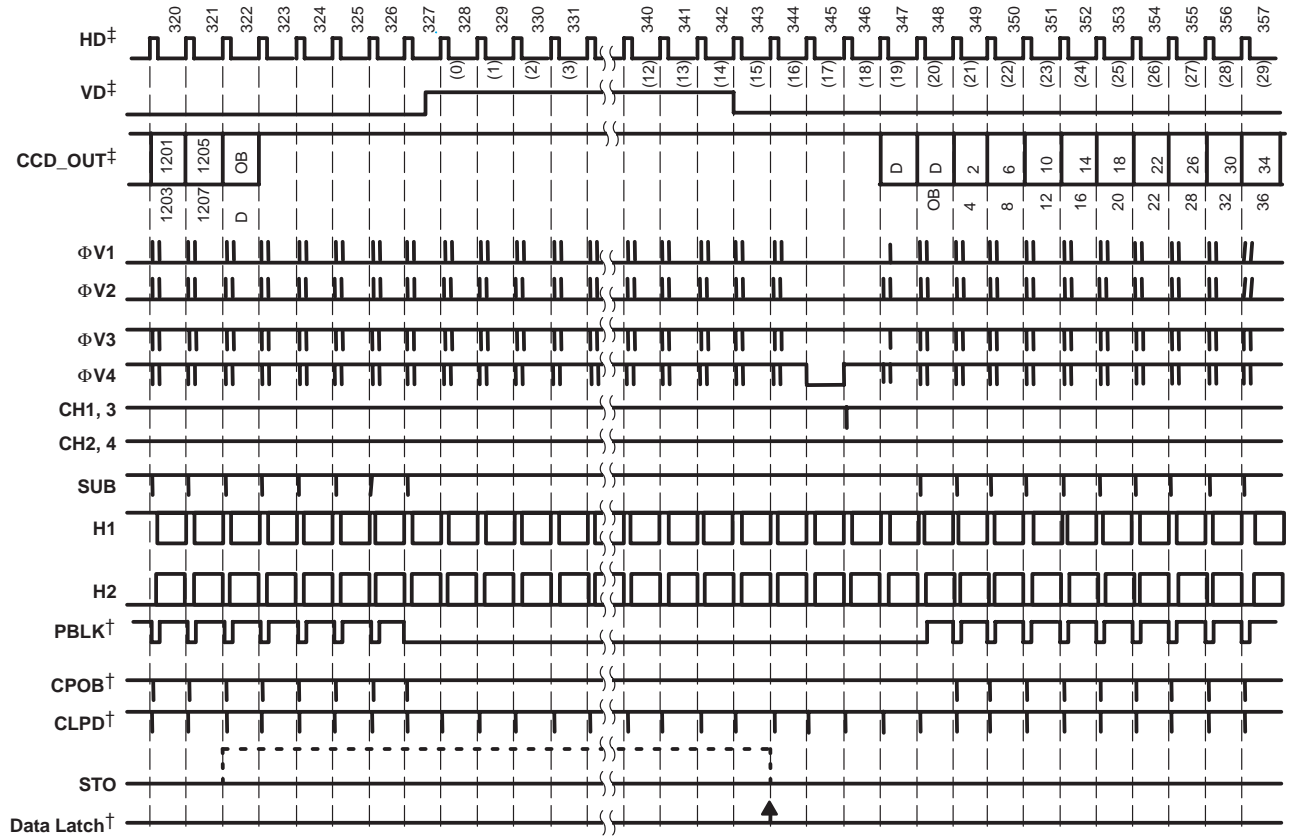 320 321 322 323 324 325 326 327 328 329 330 331 340 341 342 343 344 345 346 347 348 349 350 351 352 353 354 355 356 357
HD‡
(0) (1) (2) (3) (12) (13) (14) (15) (16) (17) (18) (19) (20) (21) (22) (23) (24) (25) (26) (27) (28) (29)
VD‡
CCD_OUT‡
1201 1205 OB D D 2 6 10 14 18 22 26 30 34
1203 1207 D OB 4 8 12 16 20 22 28 32 36
ΦV1
ΦV2
ΦV3
ΦV4
CH1, 3
CH2, 4
SUB
H1
H2
PBLK†
CPOB†
CLPD†
STO
Data Latch†